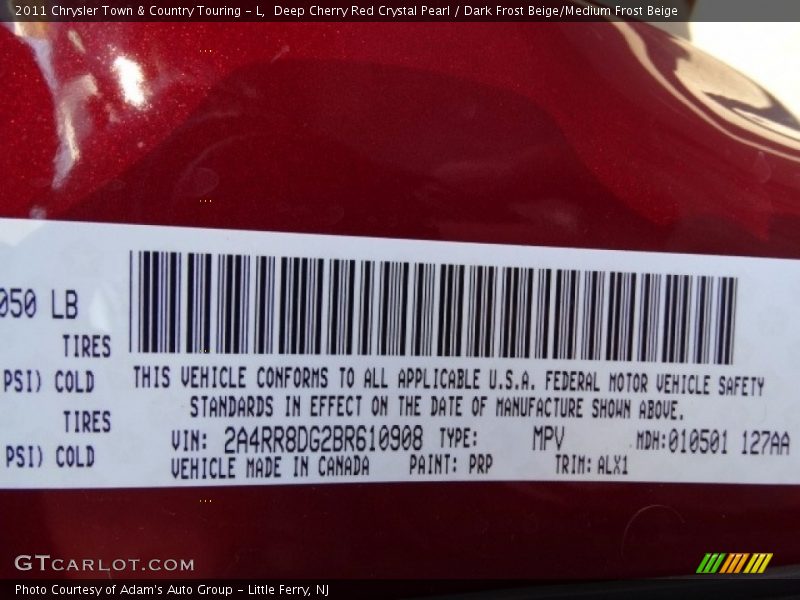 2011 Chrysler Town & Country Touring - L,  Deep Cherry Red Crystal Pearl / Dark Frost Beige/Medium Frost Beige
050 LB
TIRES
PSI) COLD
TIRES
PSI) COLD
THIS VEHICLE CONFORMS TO ALL APPLICABLE U.S.A. FEDERAL MOTOR VEHICLE SAFETY
STANDARDS IN EFFECT ON THE DATE OF MANUFACTURE SHOWN ABOVE.
VIN: 2A4RR8DG2BR610908 TYPE: MPV MDH:010501 127AA
VEHICLE MADE IN CANADA PAINT: PRP TRIM: ALX1
GTCARLOT.COM
Photo Courtesy of Adam's Auto Group - Little Ferry, NJ